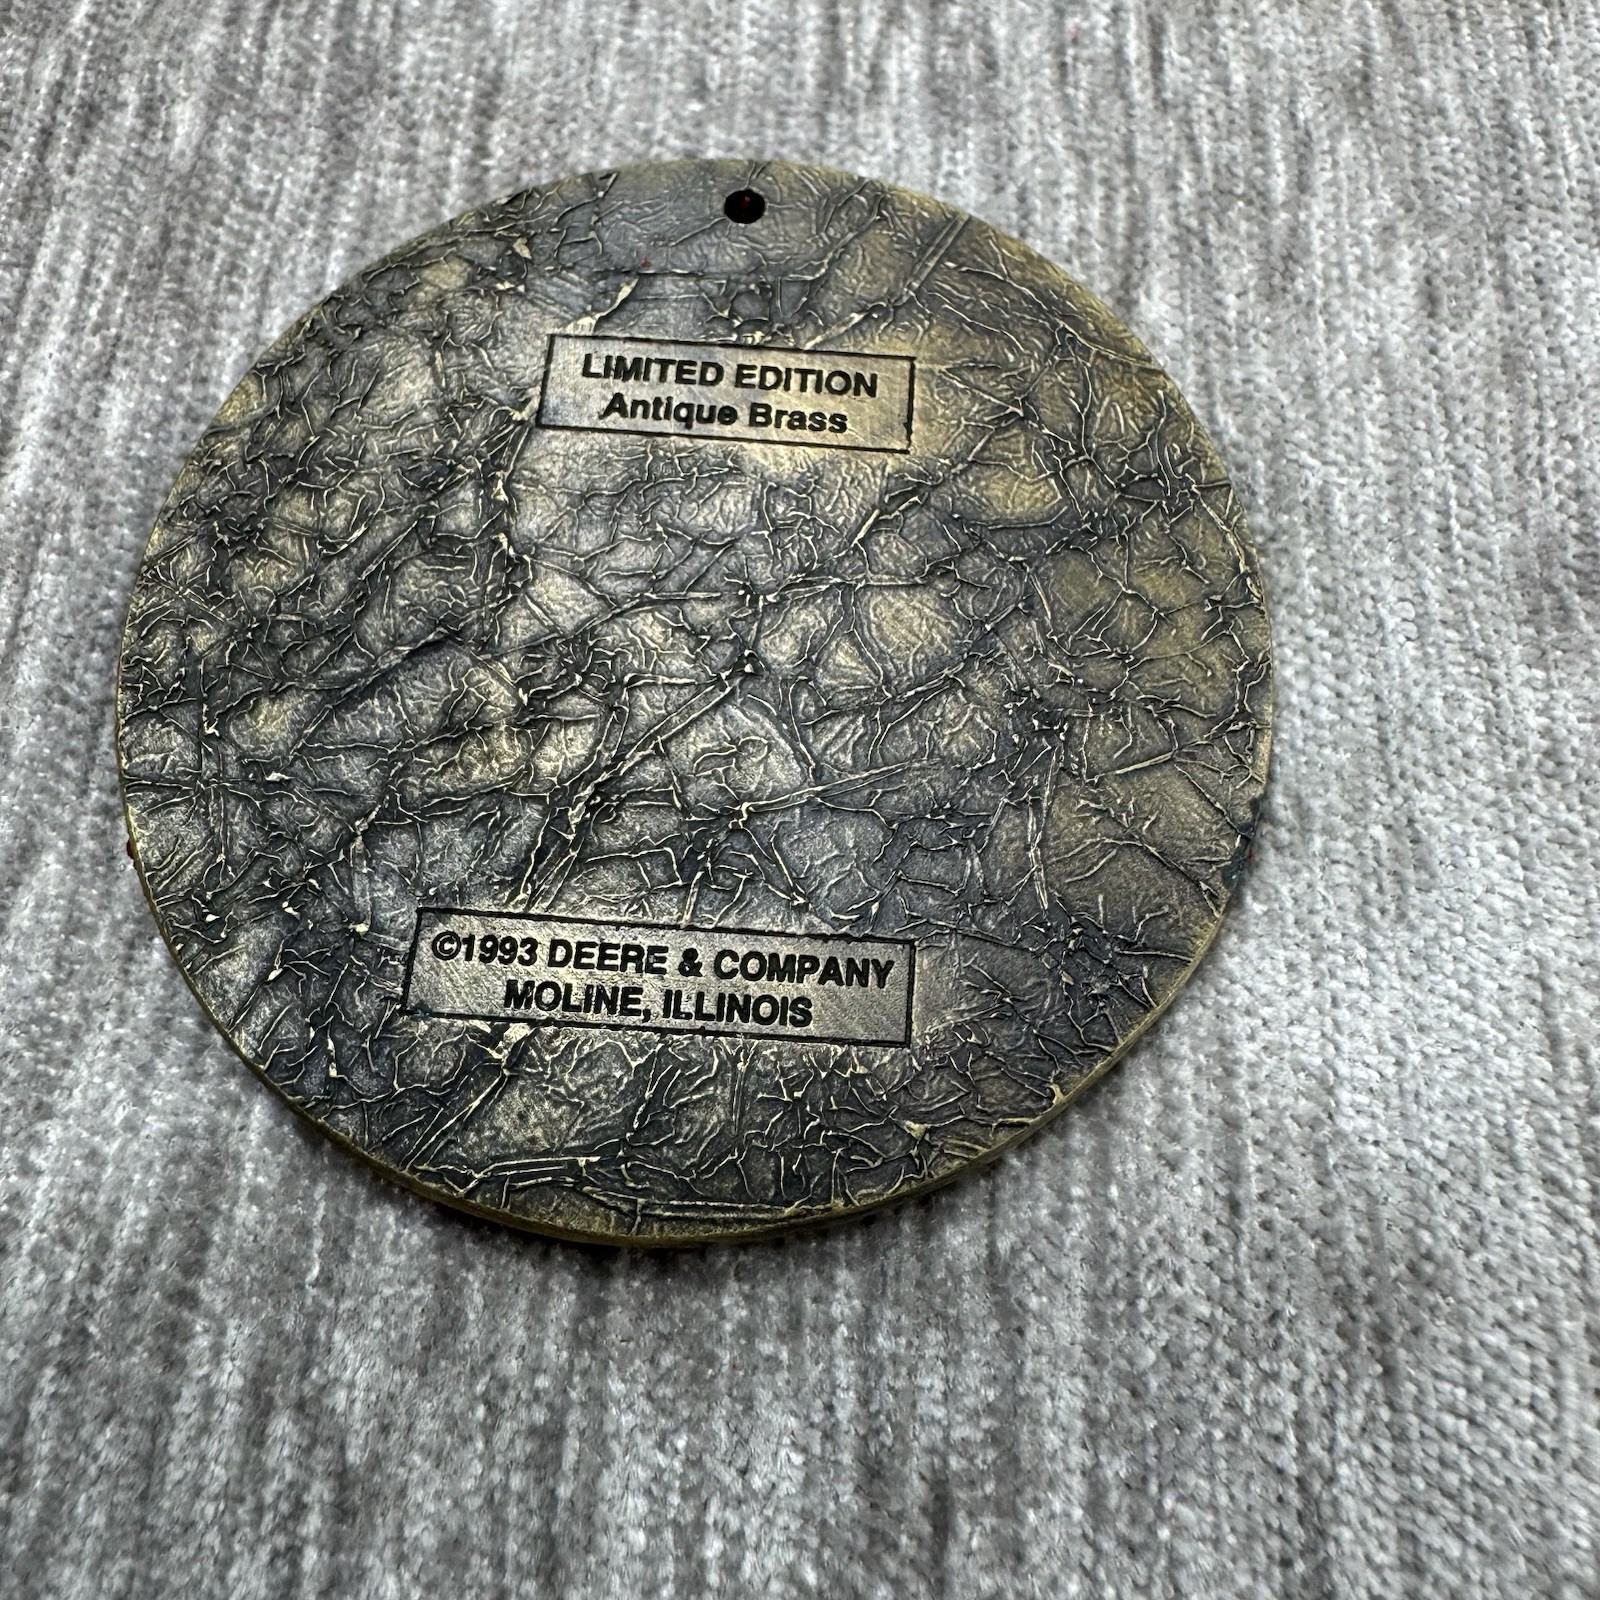 LIMITED EDITION
Antique Brass
©1993 DEERE & COMPANY
MOLINE, ILLINOIS